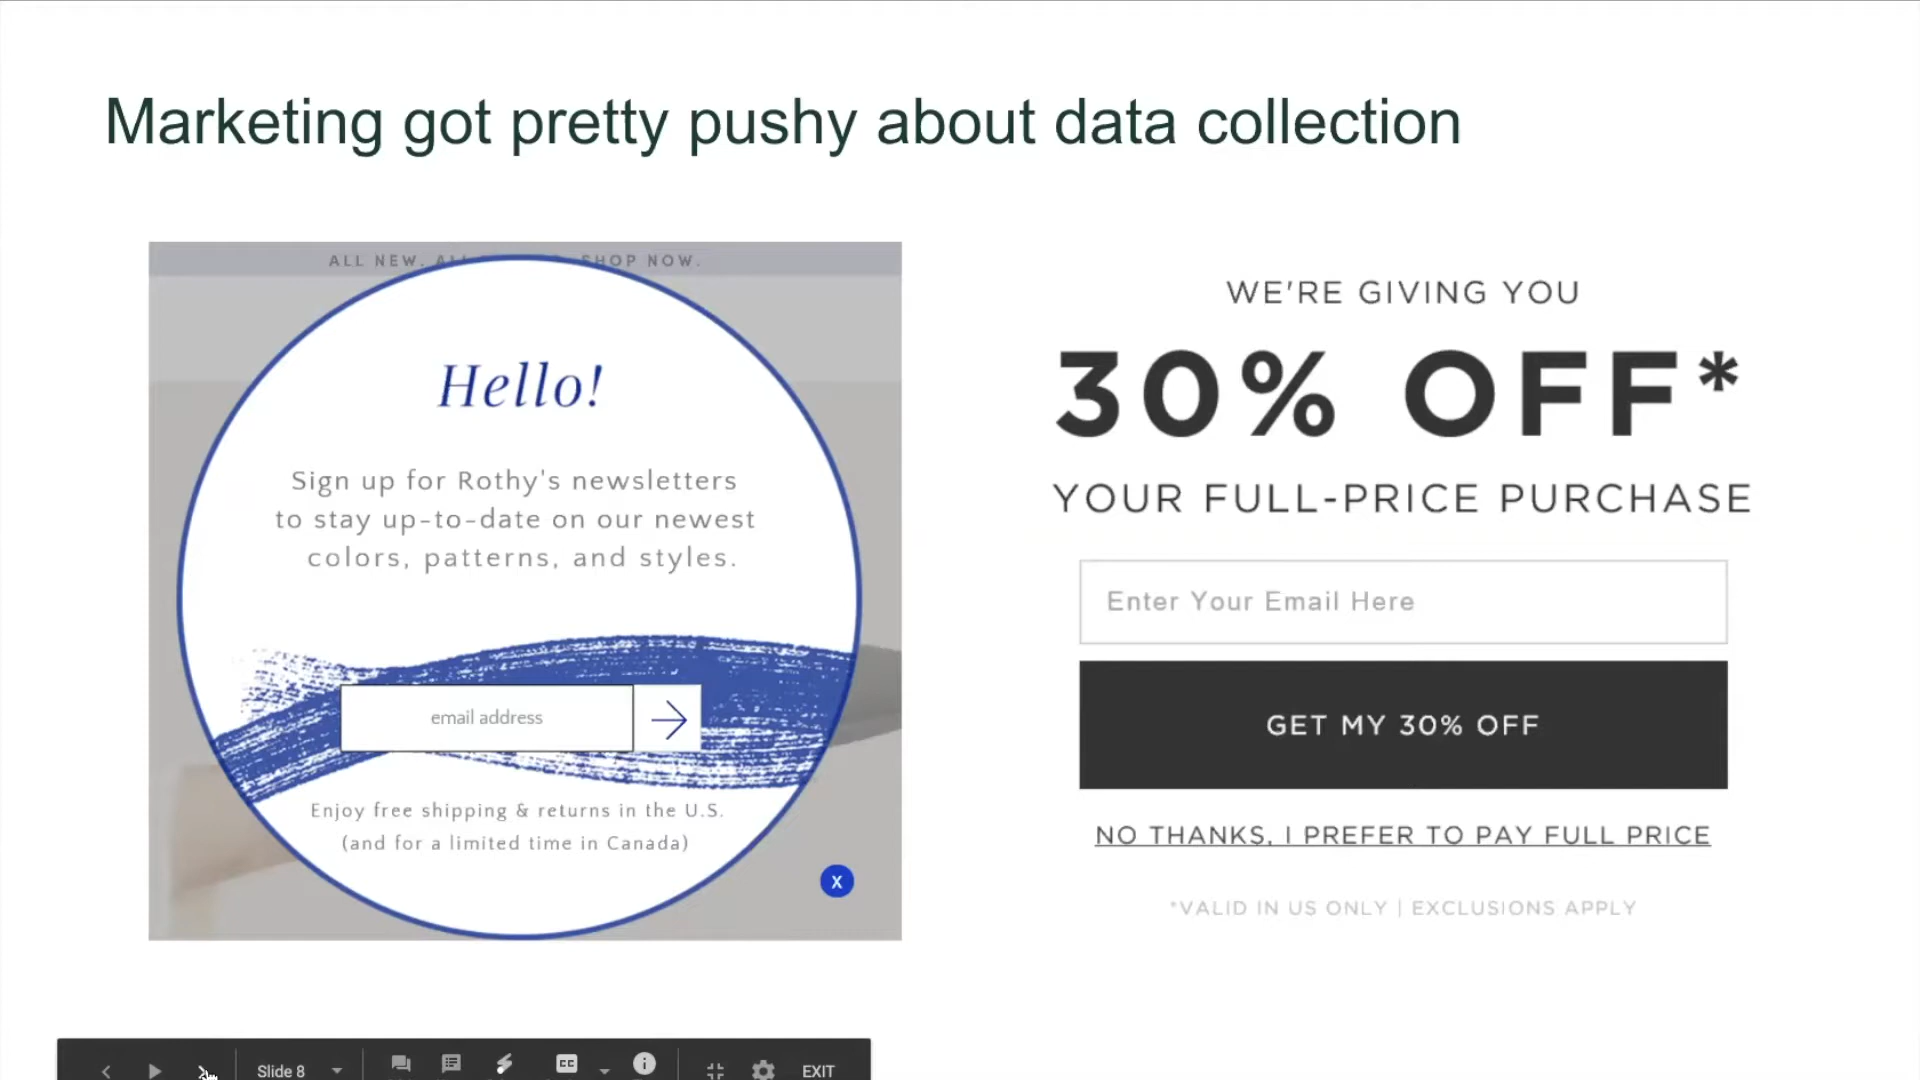 Marketing got pretty pushy about data collection
ALL NEW. SHOP NOW.
Hello!
Sign up for Rothy's newsletters
to stay up-to-date on our newest
colors, patterns, and styles.
email address
Enjoy free shipping & returns in the U.S.
(and for a limited time in Canada)
X
WE'RE GIVING YOU
30% OFF*
YOUR FULL-PRICE PURCHASE
Enter Your Email Here
GET MY 30% OFF
NO THANKS, I PREFER TO PAY FULL PRICE
*VALID IN US ONLY | EXCLUSIONS APPLY
Slide 8
CC
EXIT